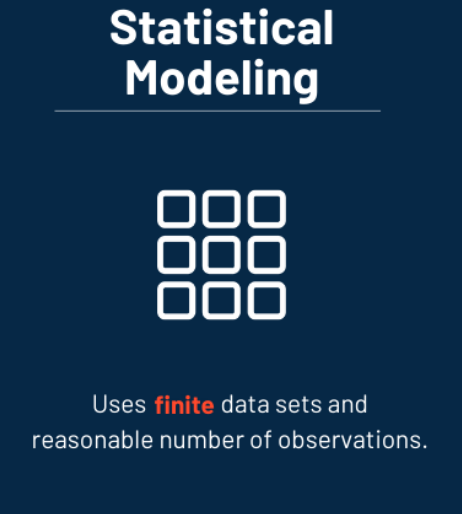 Statistical
Modeling
Uses finite data sets and
reasonable number of observations.